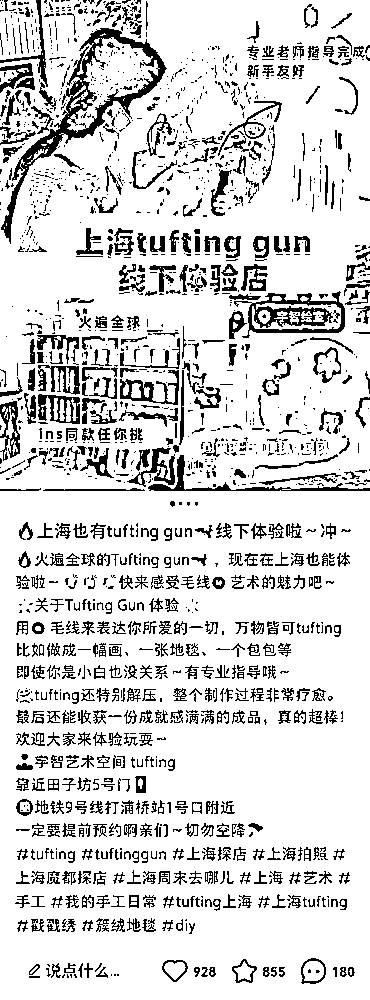 专业老师指导完成
新手友好
上海tufting gun
线下体验店
火遍全球
ins同款任你挑
上海也有tufting gun线下体验啦～冲～
火遍全球的Tufting gun，现在在上海也能体
验啦～快来感受毛线艺术的魅力吧～
关于Tufting Gun 体验
用毛线来表达你所爱的一切，万物皆可tufting
比如做成一幅画、一张地毯、一个包包等
即使你是小白也没关系～有专业指导哦～
tufting还特别解压，整个制作过程非常疗愈。
最后还能收获一份成就感满满的成品，真的超棒！
欢迎大家来体验玩耍～
宇智艺术空间 tufting
靠近田子坊5号门
地铁9号线打浦桥站1号口附近
一定要提前预约啊亲们～切勿空降
#tufting #tuftinggun #上海探店 #上海拍照 #
上海魔都探店 #上海周末去哪儿 #上海 #艺术 #
手工 #我的手工日常 #tufting上海 #上海tufting
#戳戳绣 #簇绒地毯 #diy
说点什么... 928 855 180